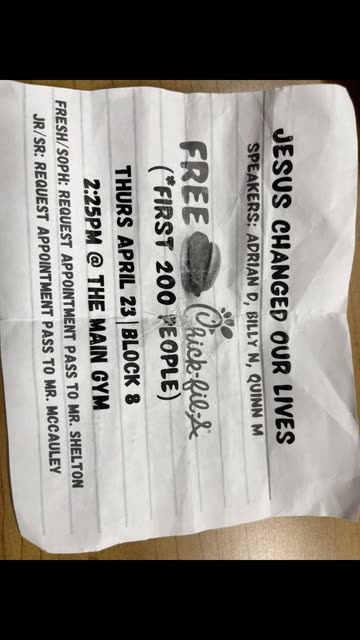 JESUS CHANGED OUR LIVES
SPEAKERS: ADRIAN D, BILLY N, QUINN M
FREE Chick-fil-A
(*FIRST 200 PEOPLE)
THURS APRIL 23 | BLOCK 8
2:25PM @ THE MAIN GYM
FRESH/SOPH: REQUEST APPOINTMENT PASS TO MR. SHELTON
JR/SR: REQUEST APPOINTMENT PASS TO MR. MCCAULEY